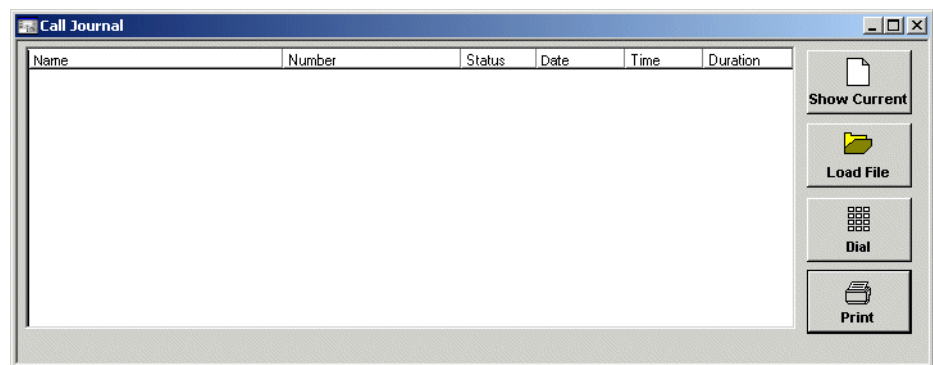 Call Journal
Name Number Status Date Time Duration
Show Current
Load File
Dial
Print